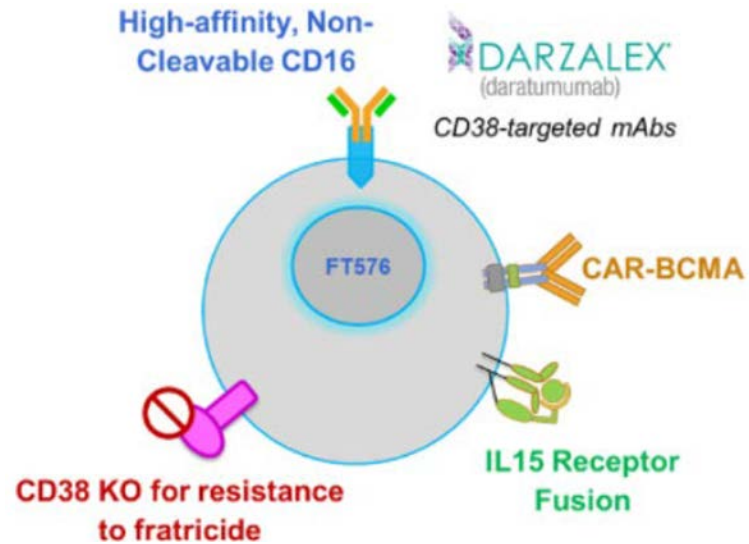 High-affinity, Non-
Cleavable CD16
DARZALEX®
(daratumumab)
CD38-targeted mAbs
FT576
CAR-BCMA
IL15 Receptor
Fusion
CD38 KO for resistance
to fratricide